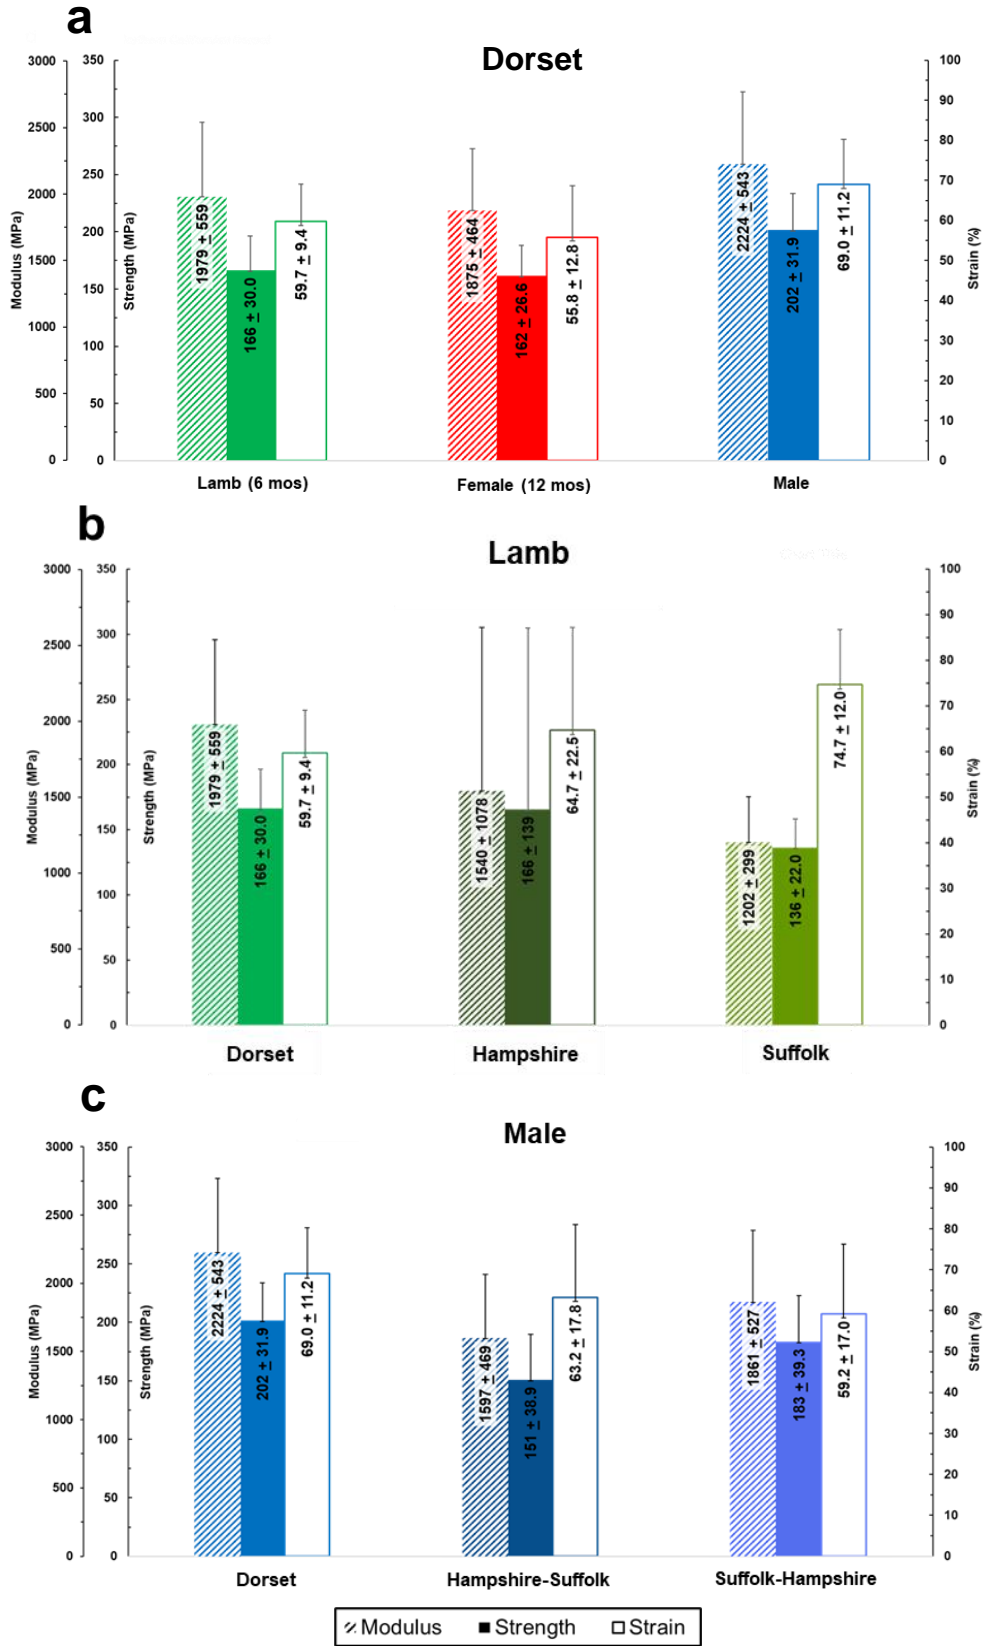 a
Dorset
3000
2500
2000
1500
1000
500
0
Modulus (MPa)
350
300
250
200
150
100
50
0
Strength (MPa)
1979 ± 559
166 ± 30.0
59.7 ± 9.4
1875 ± 464
162 ± 26.6
55.8 ± 12.8
2224 ± 543
202 ± 31.9
69.0 ± 11.2
100
90
80
70
60
50
40
30
20
10
0
Strain (%)
Lamb (6 mos)
Female (12 mos)
Male
b
Lamb
3000
2500
2000
1500
1000
500
0
Modulus (MPa)
350
300
250
200
150
100
50
0
Strength (MPa)
1979 ± 559
166 ± 30.0
59.7 ± 9.4
1540 ± 1078
166 ± 139
64.7 ± 22.5
1202 ± 299
136 ± 22.0
74.7 ± 12.0
100
90
80
70
60
50
40
30
20
10
0
Strain (%)
Dorset
Hampshire
Suffolk
c
Male
3000
2500
2000
1500
1000
500
0
Modulus (MPa)
350
300
250
200
150
100
50
0
Strength (MPa)
2224 ± 543
202 ± 31.9
69.0 ± 11.2
1597 ± 469
151 ± 38.9
63.2 ± 17.8
1861 ± 527
183 ± 39.3
59.2 ± 17.0
100
90
80
70
60
50
40
30
20
10
0
Strain (%)
Dorset
Hampshire-Suffolk
Suffolk-Hampshire
Modulus
Strength
Strain